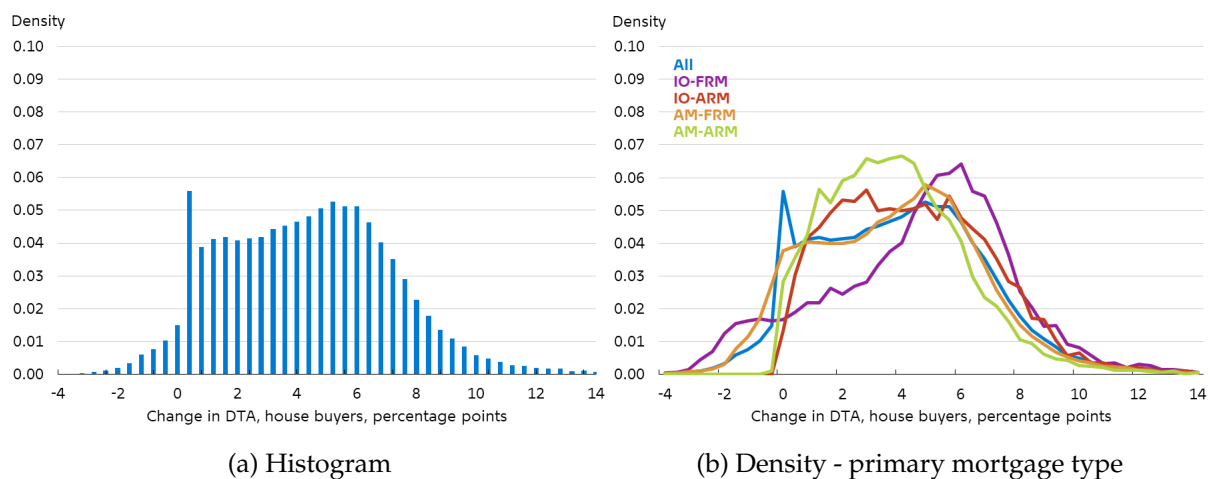 Density
0.10
0.09
0.08
0.07
0.06
0.05
0.04
0.03
0.02
0.01
0.00
-4 -2 0 2 4 6 8 10 12 14
Change in DTA, house buyers, percentage points
(a) Histogram
Density
0.10
0.09
0.08
0.07
0.06
0.05
0.04
0.03
0.02
0.01
0.00
All
IO-FRM
IO-ARM
AM-FRM
AM-ARM
-4 -2 0 2 4 6 8 10 12 14
Change in DTA, house buyers, percentage points
(b) Density - primary mortgage type